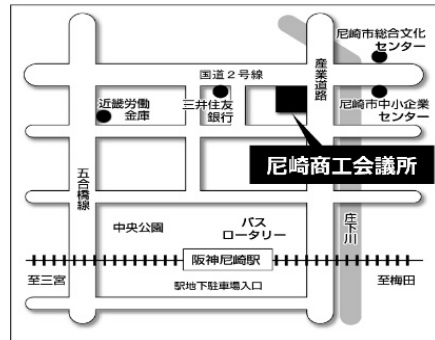 尼崎市総合文化
センター
国道2号線
産業道路
近畿労働
金庫
三井住友
銀行
尼崎市中小企業
センター
尼崎商工会議所
五合橋線
中央公園
バス
ロータリー
庄下川
阪神尼崎駅
至三宮
駅地下駐車場入口
至梅田